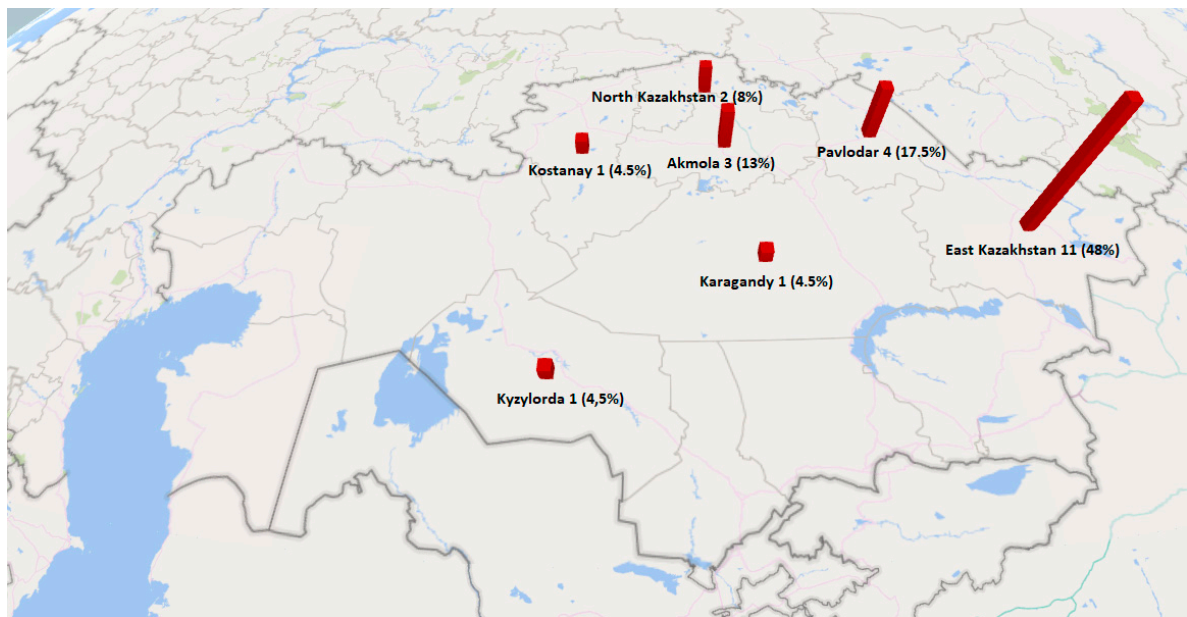 North Kazakhstan 2 (8%)
Pavlodar 4 (17.5%)
Akmola 3 (13%)
Kostanay 1 (4.5%)
East Kazakhstan 11 (48%)
Karagandy 1 (4.5%)
Kyzylorda 1 (4,5%)